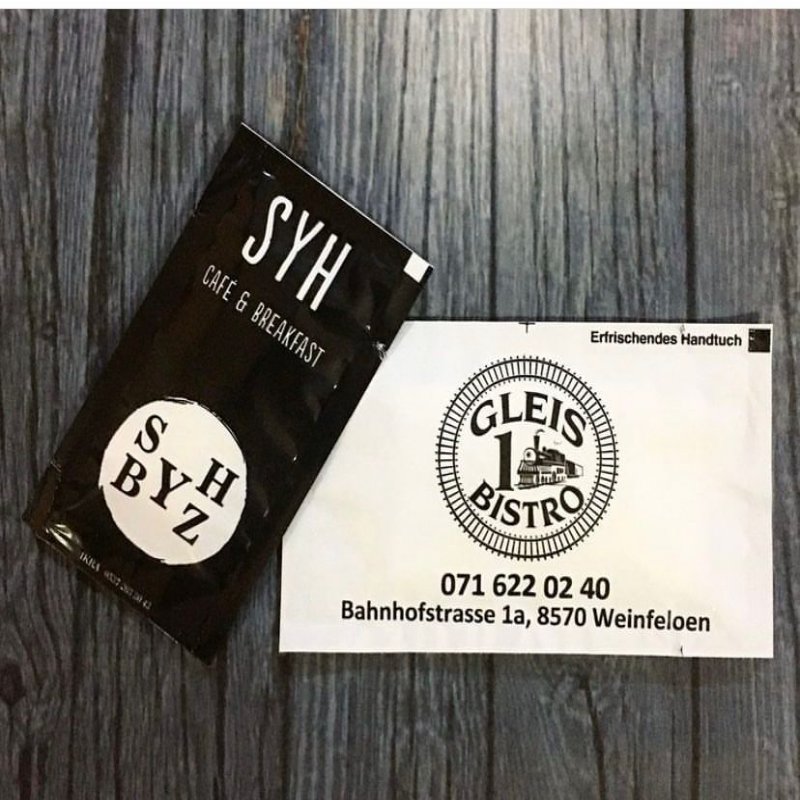 SYH
CAFE & BREAKFAST
S H
BYZ
Erfrischendes Handtuch
GLEIS
1
BISTRO
071 622 02 40
Bahnhofstrasse 1a, 8570 Weinfeloen